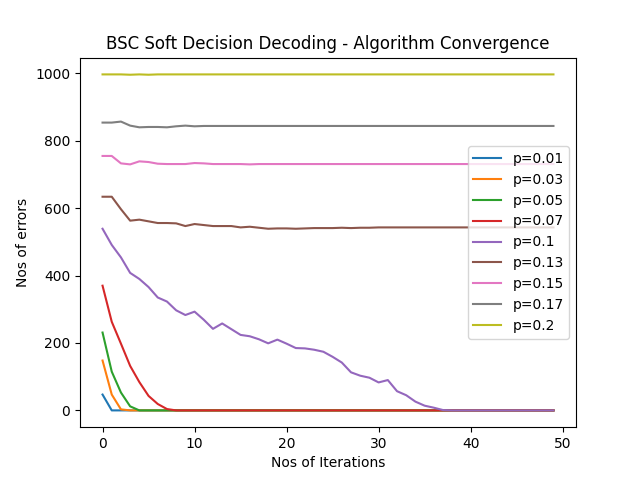 BSC Soft Decision Decoding - Algorithm Convergence
Nos of errors
1000
800
600
400
200
0
p=0.01
p=0.03
p=0.05
p=0.07
p=0.1
p=0.13
p=0.15
p=0.17
p=0.2
0 10 20 30 40 50
Nos of Iterations